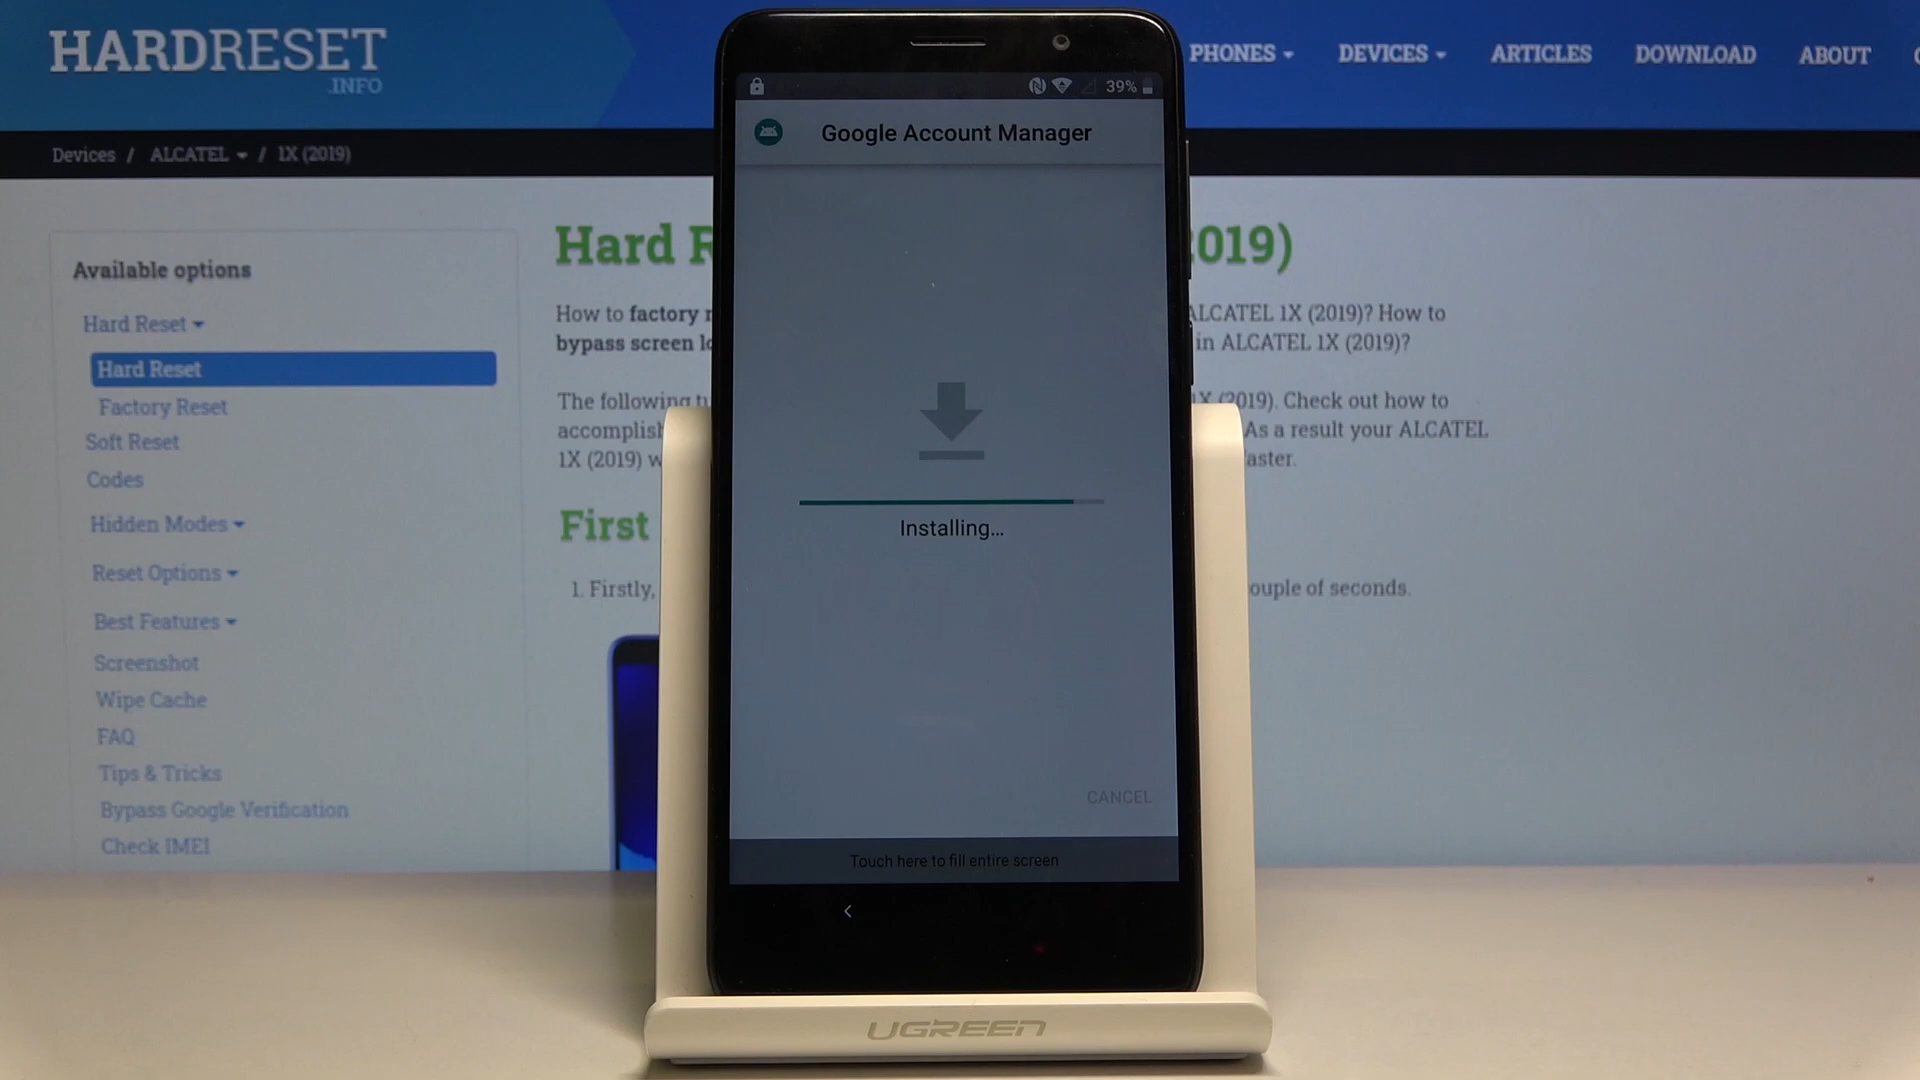 HARDRESET
.INFO
PHONES
DEVICES
ARTICLES
DOWNLOAD
ABOUT
Devices / ALCATEL / 1X (2019)
Available options
Hard Reset
Hard Reset
Factory Reset
Soft Reset
Codes
Hidden Modes
Reset Options
Best Features
Screenshot
Wipe Cache
FAQ
Tips & Tricks
Bypass Google Verification
Check IMEI
Hard R
2019)
How to factory r
ALCATEL 1X (2019)? How to
bypass screen lo
in ALCATEL 1X (2019)?
The following tu
1X (2019). Check out how to
accomplish
As a result your ALCATEL
1X (2019) w
aster.
First
1. Firstly,
ouple of seconds.
39%
Google Account Manager
Installing...
CANCEL
Touch here to fill entire screen
UGREEN